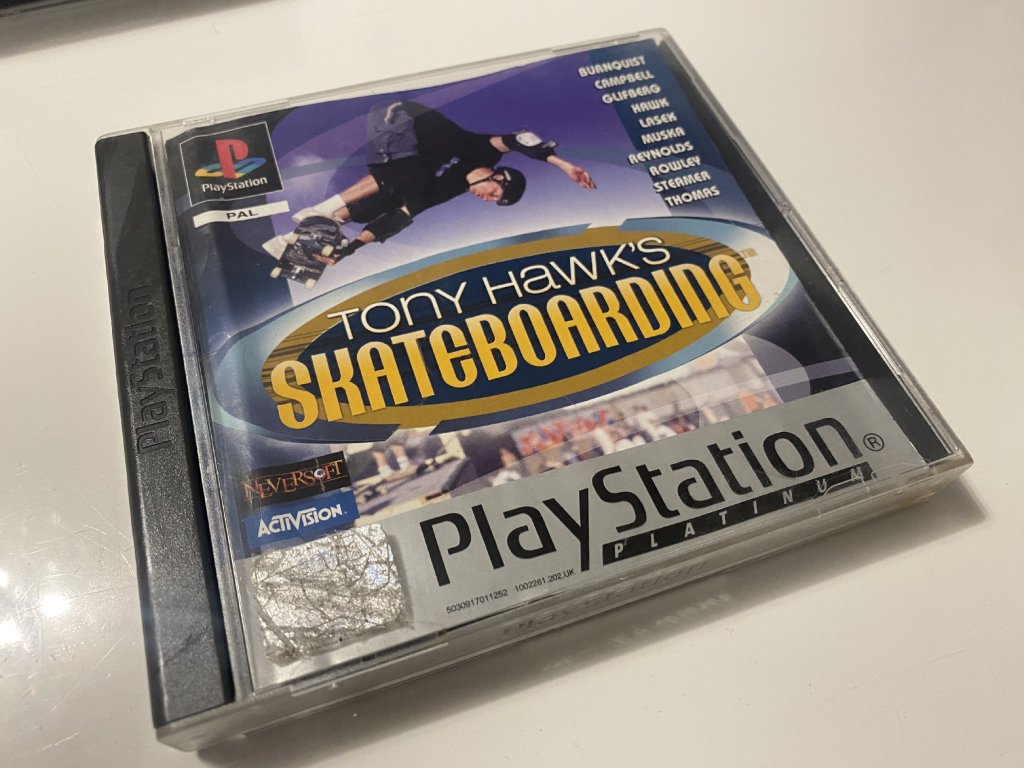 PlayStation
PAL
BURNQUIST
CAMPBELL
GLIFBERG
HAWK
LASEK
MUSKA
REYNOLDS
ROWLEY
STEAMER
THOMAS
PlayStation
TONY HAWK'S
SKATEBOARDING™
NEVERSOFT
ACTIVISION.
PlayStation®
PLATINUM
5030917011252 1002261.202.UK